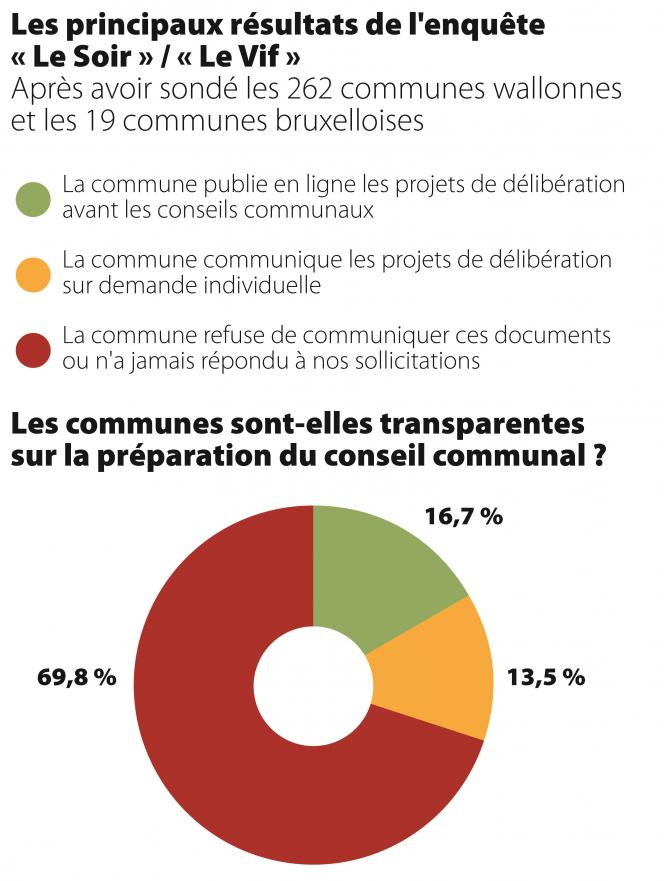 Les principaux résultats de l'enquête
« Le Soir » / « Le Vif »
Après avoir sondé les 262 communes wallonnes
et les 19 communes bruxelloises
La commune publie en ligne les projets de délibération
avant les conseils communaux
La commune communique les projets de délibération
sur demande individuelle
La commune refuse de communiquer ces documents
ou n'a jamais répondu à nos sollicitations
Les communes sont-elles transparentes
sur la préparation du conseil communal ?
16,7 %
69,8 %
13,5 %